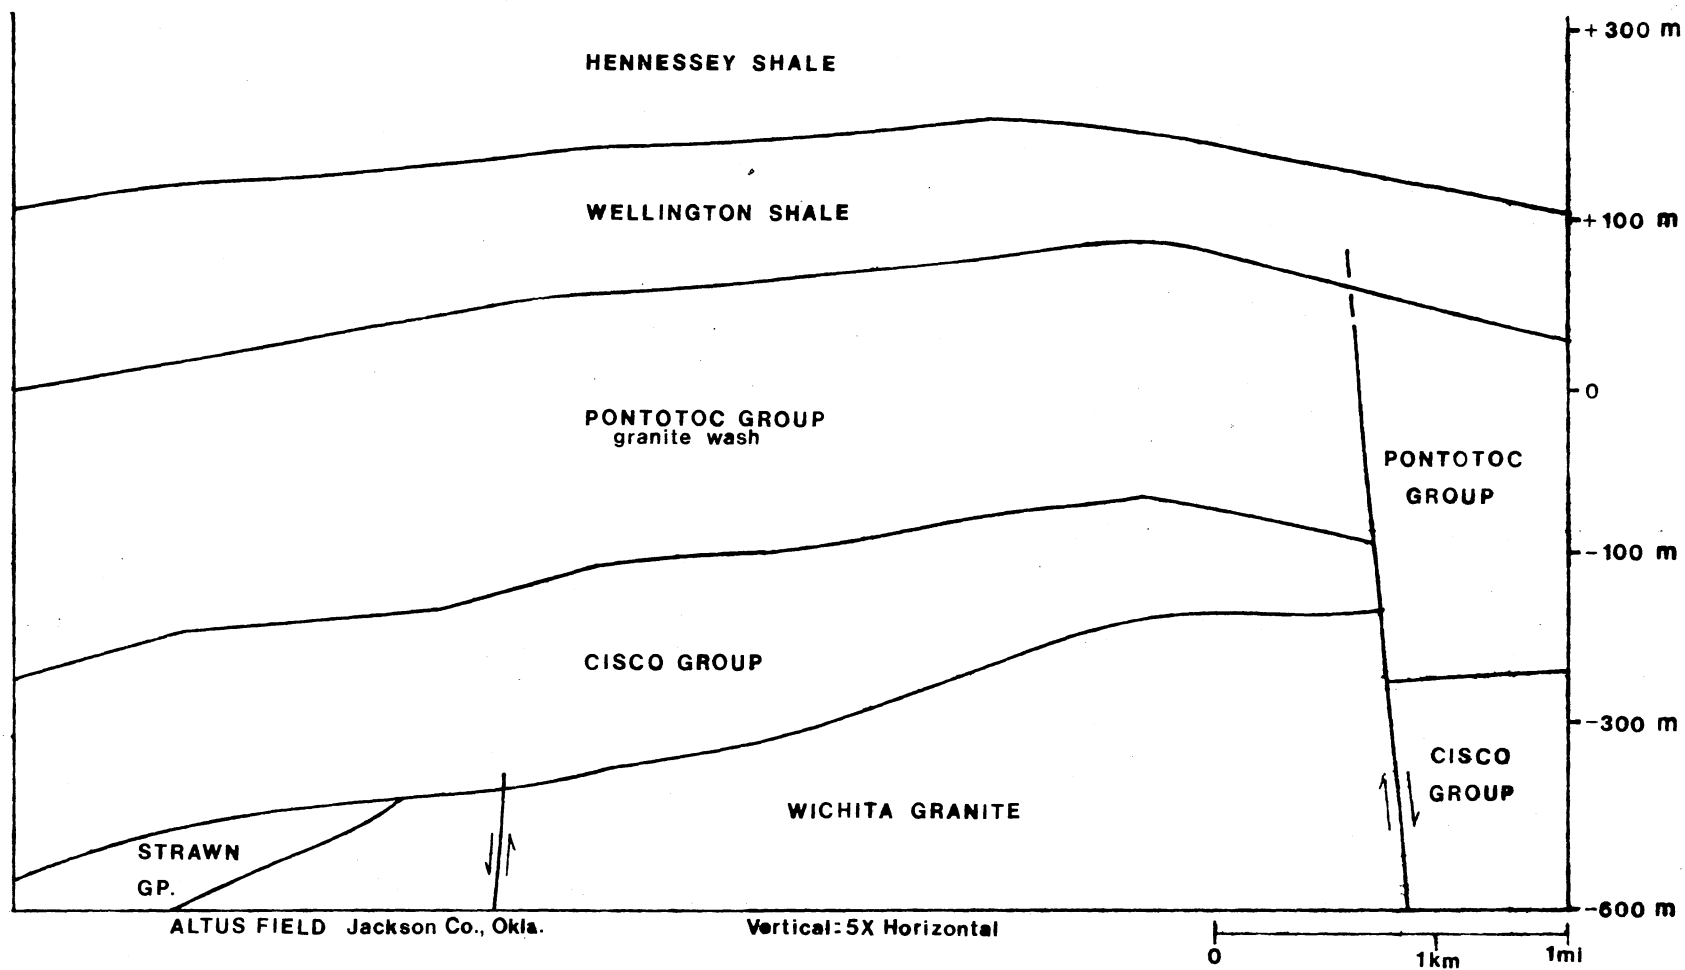 +300 m
HENNESSEY SHALE
WELLINGTON SHALE
+100 m
0
PONTOTOC GROUP
granite wash
PONTOTOC
GROUP
-100 m
CISCO GROUP
-300 m
CISCO
GROUP
WICHITA GRANITE
STRAWN
GP.
-600 m
ALTUS FIELD Jackson Co., Okla.
Vertical: 5X Horizontal
0
1km
1mi